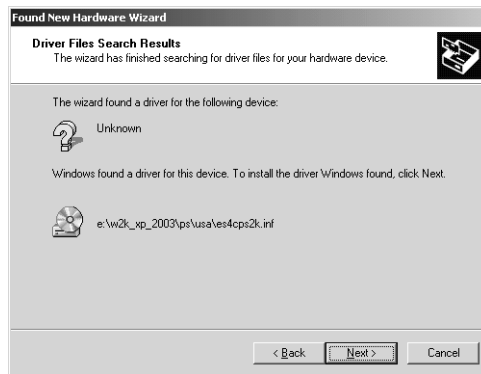 Found New Hardware Wizard
Driver Files Search Results
The wizard has finished searching for driver files for your hardware device.
The wizard found a driver for the following device:
Unknown
Windows found a driver for this device. To install the driver Windows found, click Next.
e:\w2k_xp_2003\ps\usa\es4cps2k.inf
< Back Next > Cancel